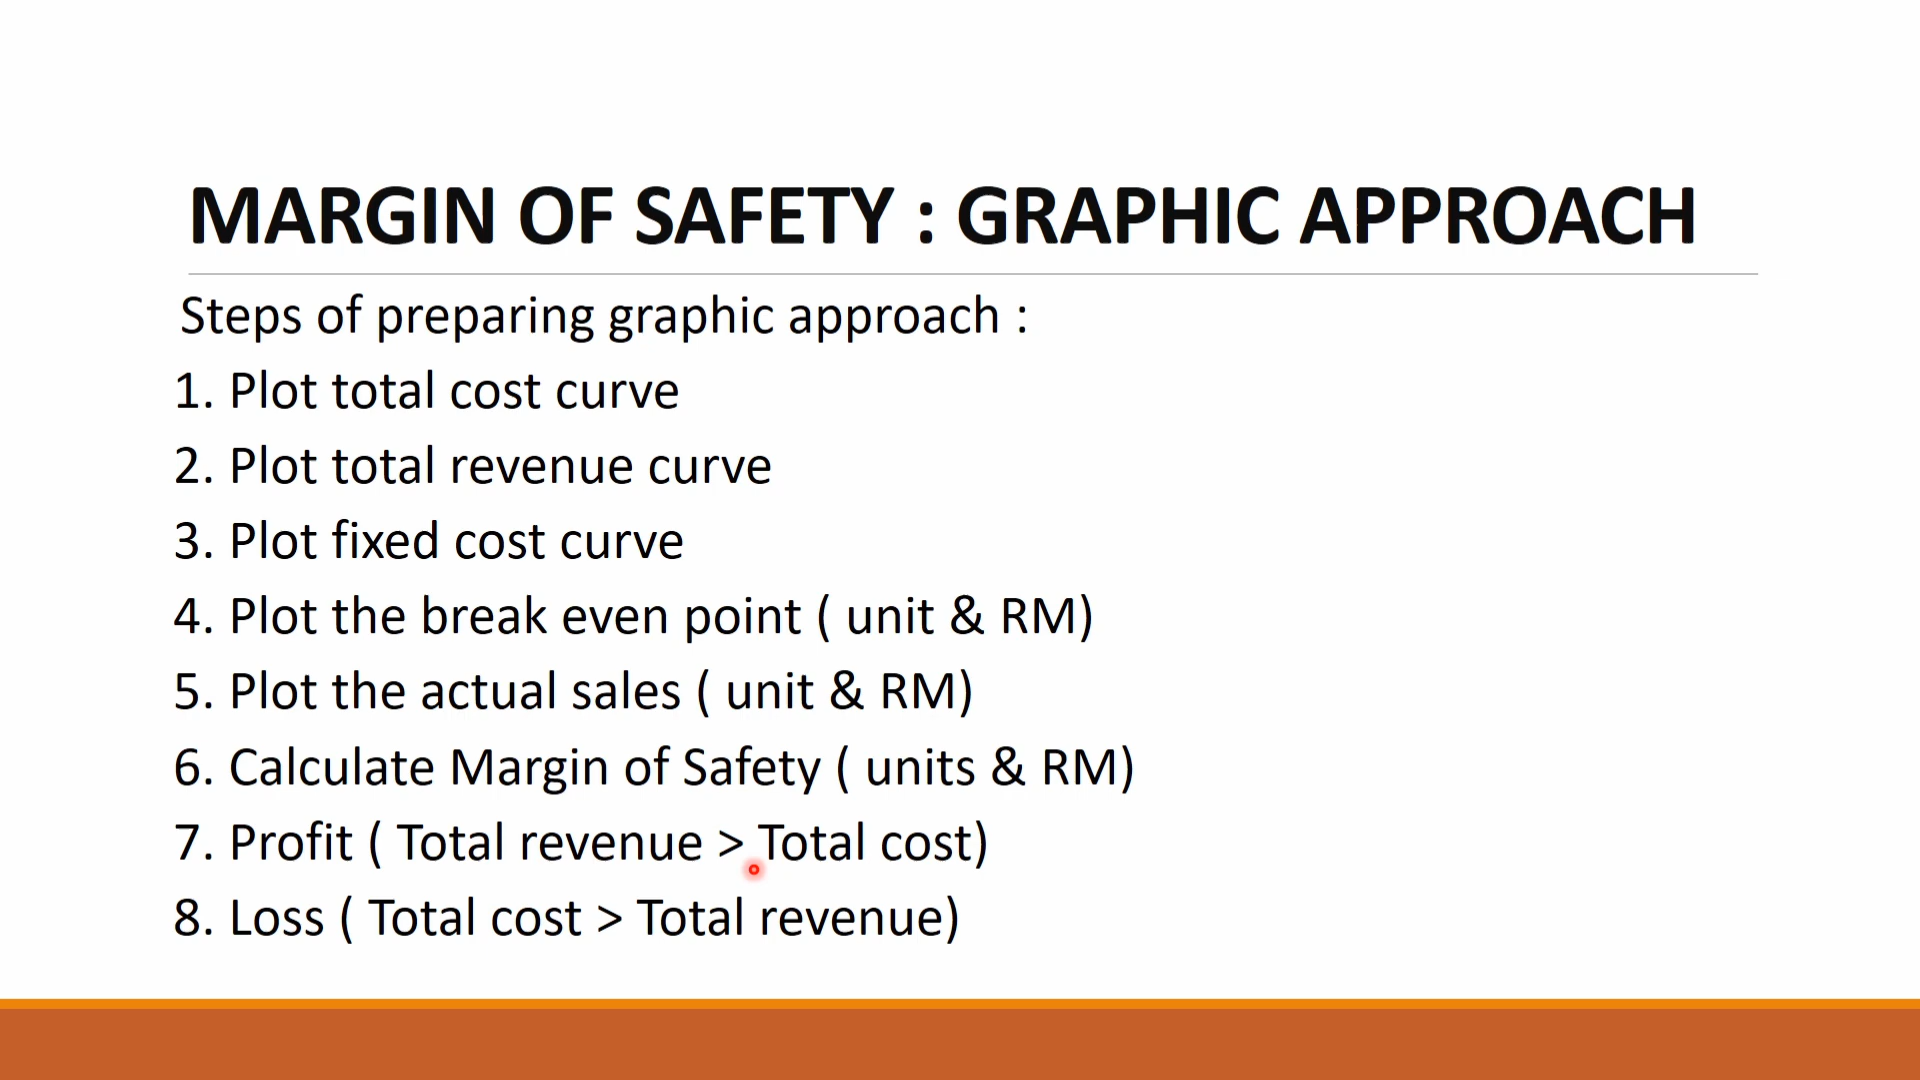 MARGIN OF SAFETY : GRAPHIC APPROACH
Steps of preparing graphic approach :
1. Plot total cost curve
2. Plot total revenue curve
3. Plot fixed cost curve
4. Plot the break even point ( unit & RM)
5. Plot the actual sales ( unit & RM)
6. Calculate Margin of Safety ( units & RM)
7. Profit ( Total revenue > Total cost)
8. Loss ( Total cost > Total revenue)